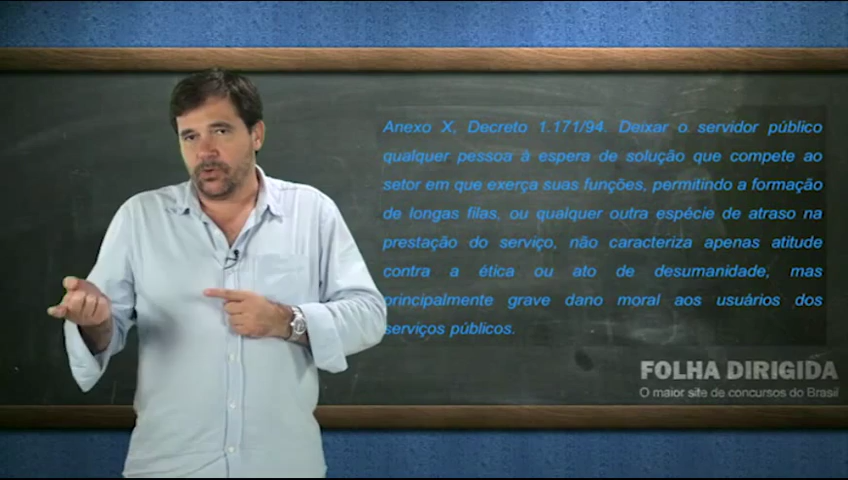 Anexo X, Decreto 1.171/94. Deixar o servidor público
qualquer pessoa à espera de solução que compete ao
setor em que exerça suas funções, permitindo a formação
de longas filas, ou qualquer outra espécie de atraso na
prestação do serviço, não caracteriza apenas atitude
contra a ética ou ato de desumanidade, mas
principalmente grave dano moral aos usuários dos
serviços públicos.
FOLHA DIRIGIDA
O maior site de concursos do Brasil